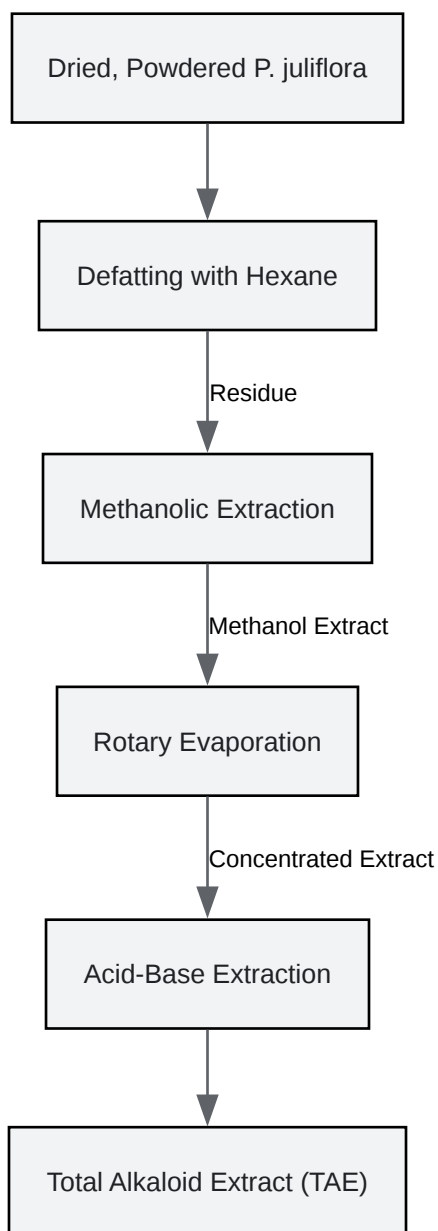 Dried, Powdered P. juliflora
Defatting with Hexane
Residue
Methanolic Extraction
Methanol Extract
Rotary Evaporation
Concentrated Extract
Acid-Base Extraction
Total Alkaloid Extract (TAE)